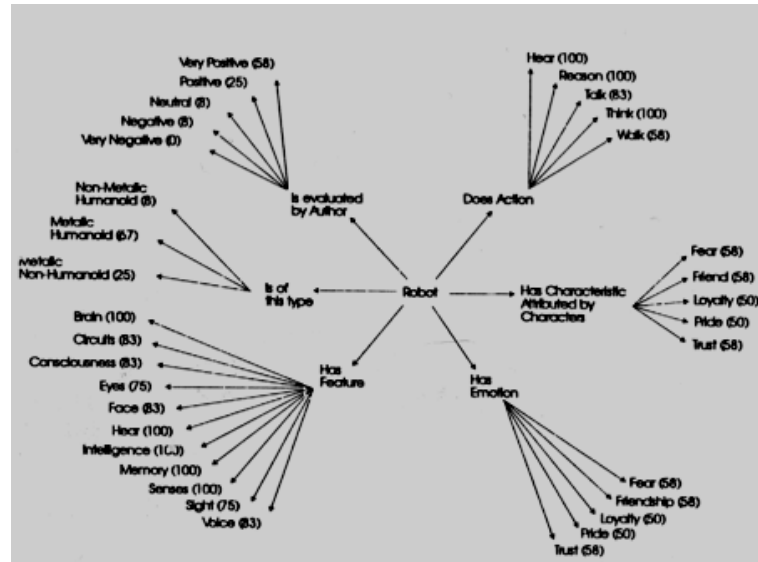 Very Positive (58)
Positive (25)
Neutral (8)
Negative (8)
Very Negative (0)
Is evaluated
by Author
Hear (100)
Reason (100)
Talk (83)
Think (100)
Walk (58)
Does Action
Non-Metallic
Humanoid (8)
Metallic
Humanoid (67)
Metallic
Non-Humanoid (25)
Is of
this type
Robot
Has Characteristic
Attributed by
Characters
Fear (58)
Friend (58)
Loyalty (50)
Pride (50)
Trust (58)
Brain (100)
Circuits (83)
Consciousness (83)
Eyes (75)
Face (83)
Hear (100)
Intelligence (100)
Memory (100)
Senses (100)
Sight (75)
Voice (83)
Has
Feature
Has
Emotion
Fear (58)
Friendship (58)
Loyalty (50)
Pride (50)
Trust (58)